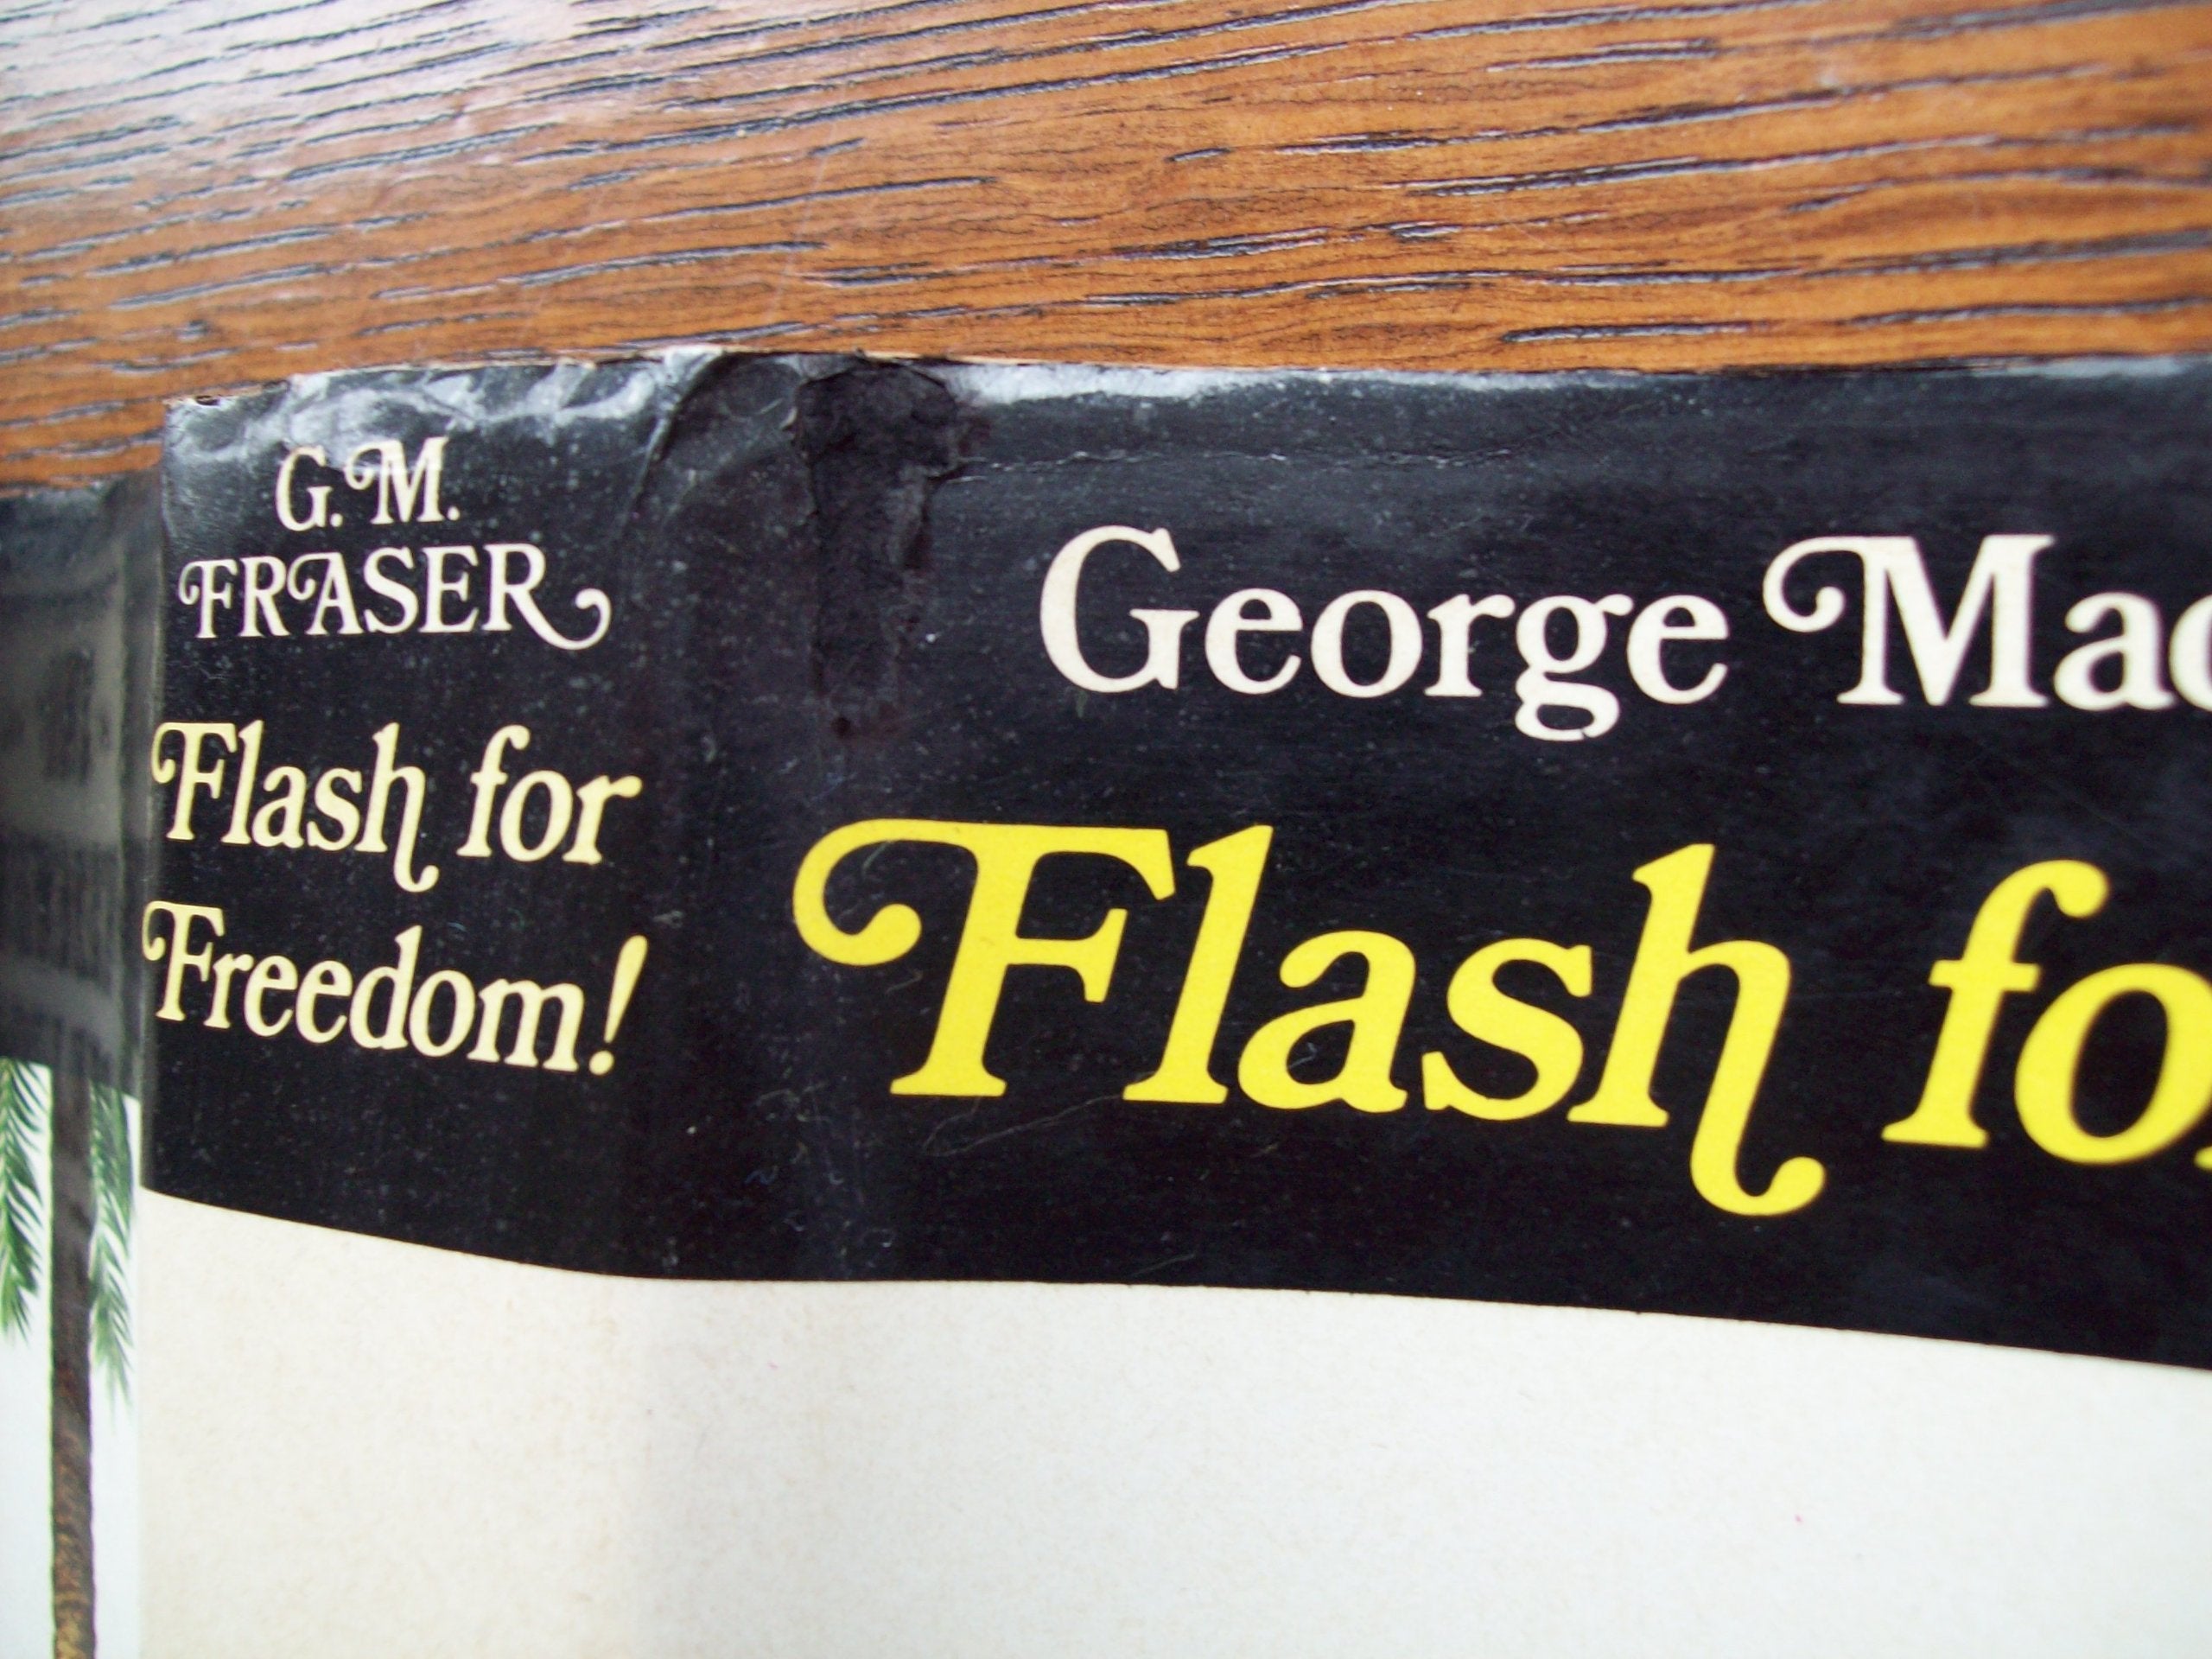 G. M.
FRASER
Flash for
Freedom!
George Mac
Flash fo